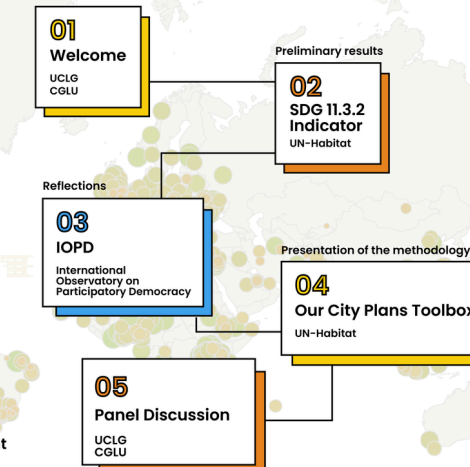 01
Welcome
UCLG
CGLU
Preliminary results
02
SDG 11.3.2
Indicator
UN-Habitat
Reflections
03
IOPD
International
Observatory on
Participatory Democracy
Presentation of the methodology
04
Our City Plans Toolbox
UN-Habitat
05
Panel Discussion
UCLG
CGLU
t